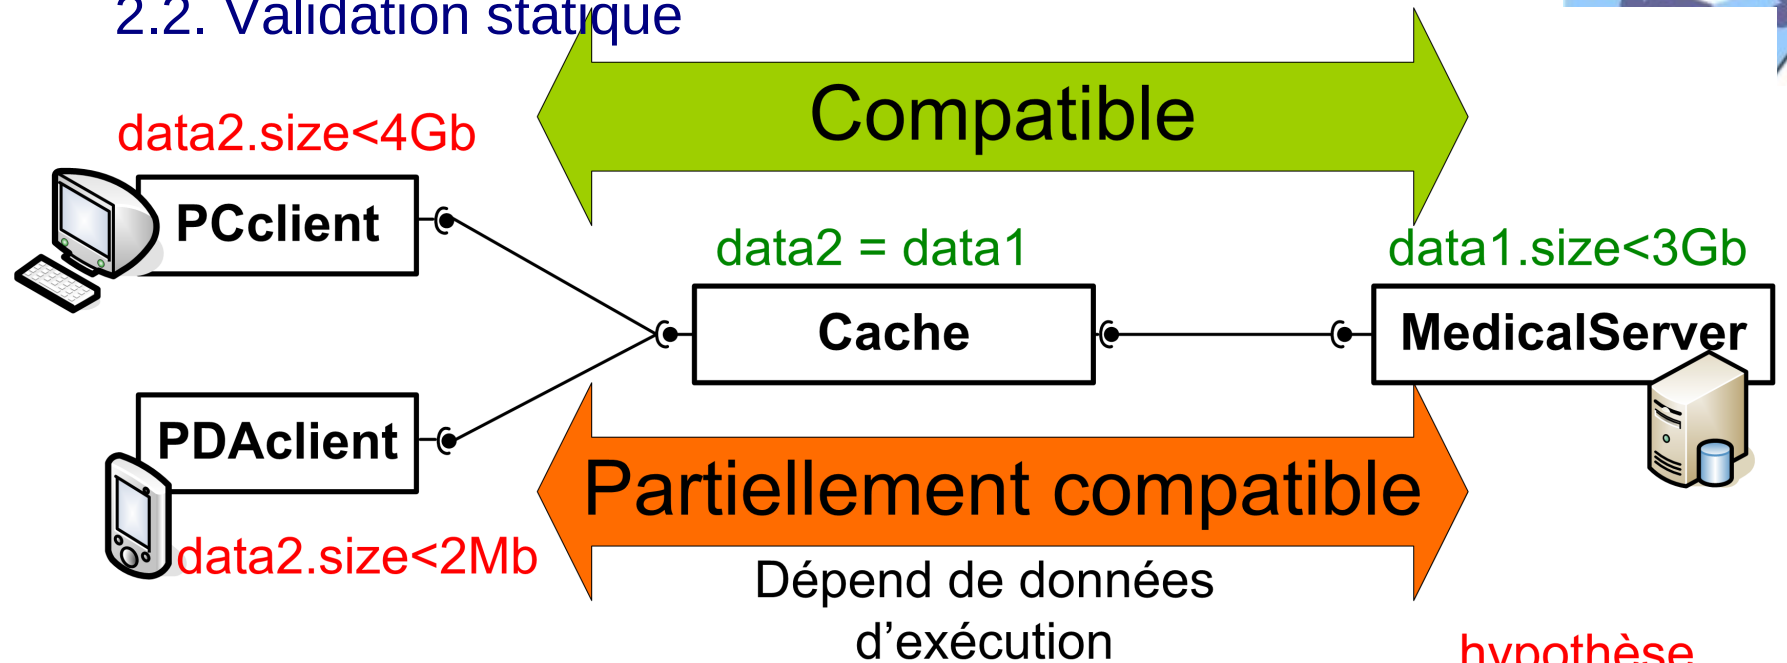 2.2. Validation statique
Compatible
data2.size<4Gb
PCclient
data2 = data1
data1.size<3Gb
Cache
MedicalServer
PDAclient
Partiellement compatible
data2.size<2Mb
Dépend de données
d’exécution
hypothèse